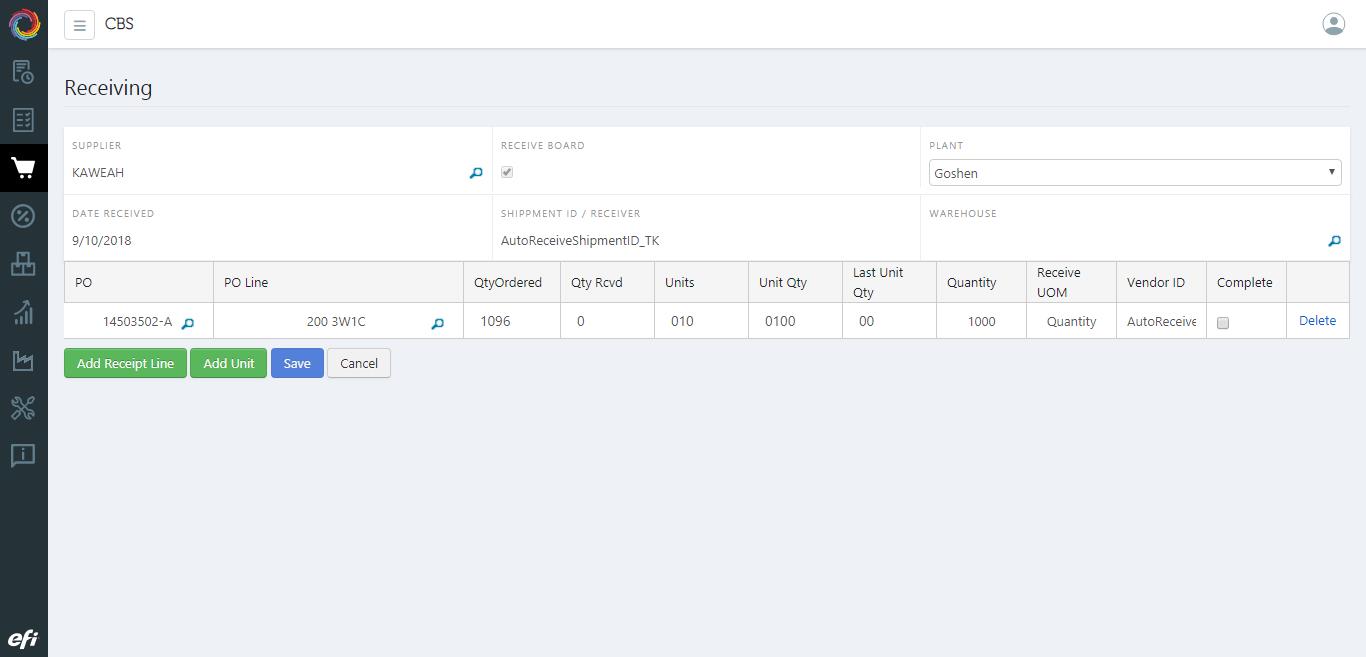 CBS
Receiving
SUPPLIER
KAWEAH
RECEIVE BOARD
PLANT
Goshen
DATE RECEIVED
9/10/2018
SHIPPMENT ID / RECEIVER
AutoReceiveShipmentID_TK
WAREHOUSE
PO PO Line QtyOrdered Qty Rcvd Units Unit Qty Last Unit Qty Quantity Receive UOM Vendor ID Complete
14503502-A 200 3W1C 1096 0 010 0100 00 1000 Quantity AutoReceive Delete
Add Receipt Line Add Unit Save Cancel
efi